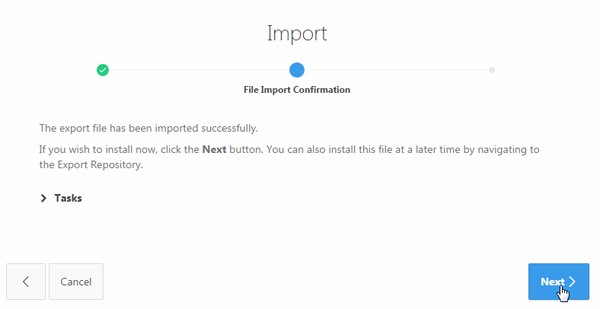 Import
File Import Confirmation
The export file has been imported successfully.
If you wish to install now, click the Next button. You can also install this file at a later time by navigating to
the Export Repository.
Tasks
Cancel
Next